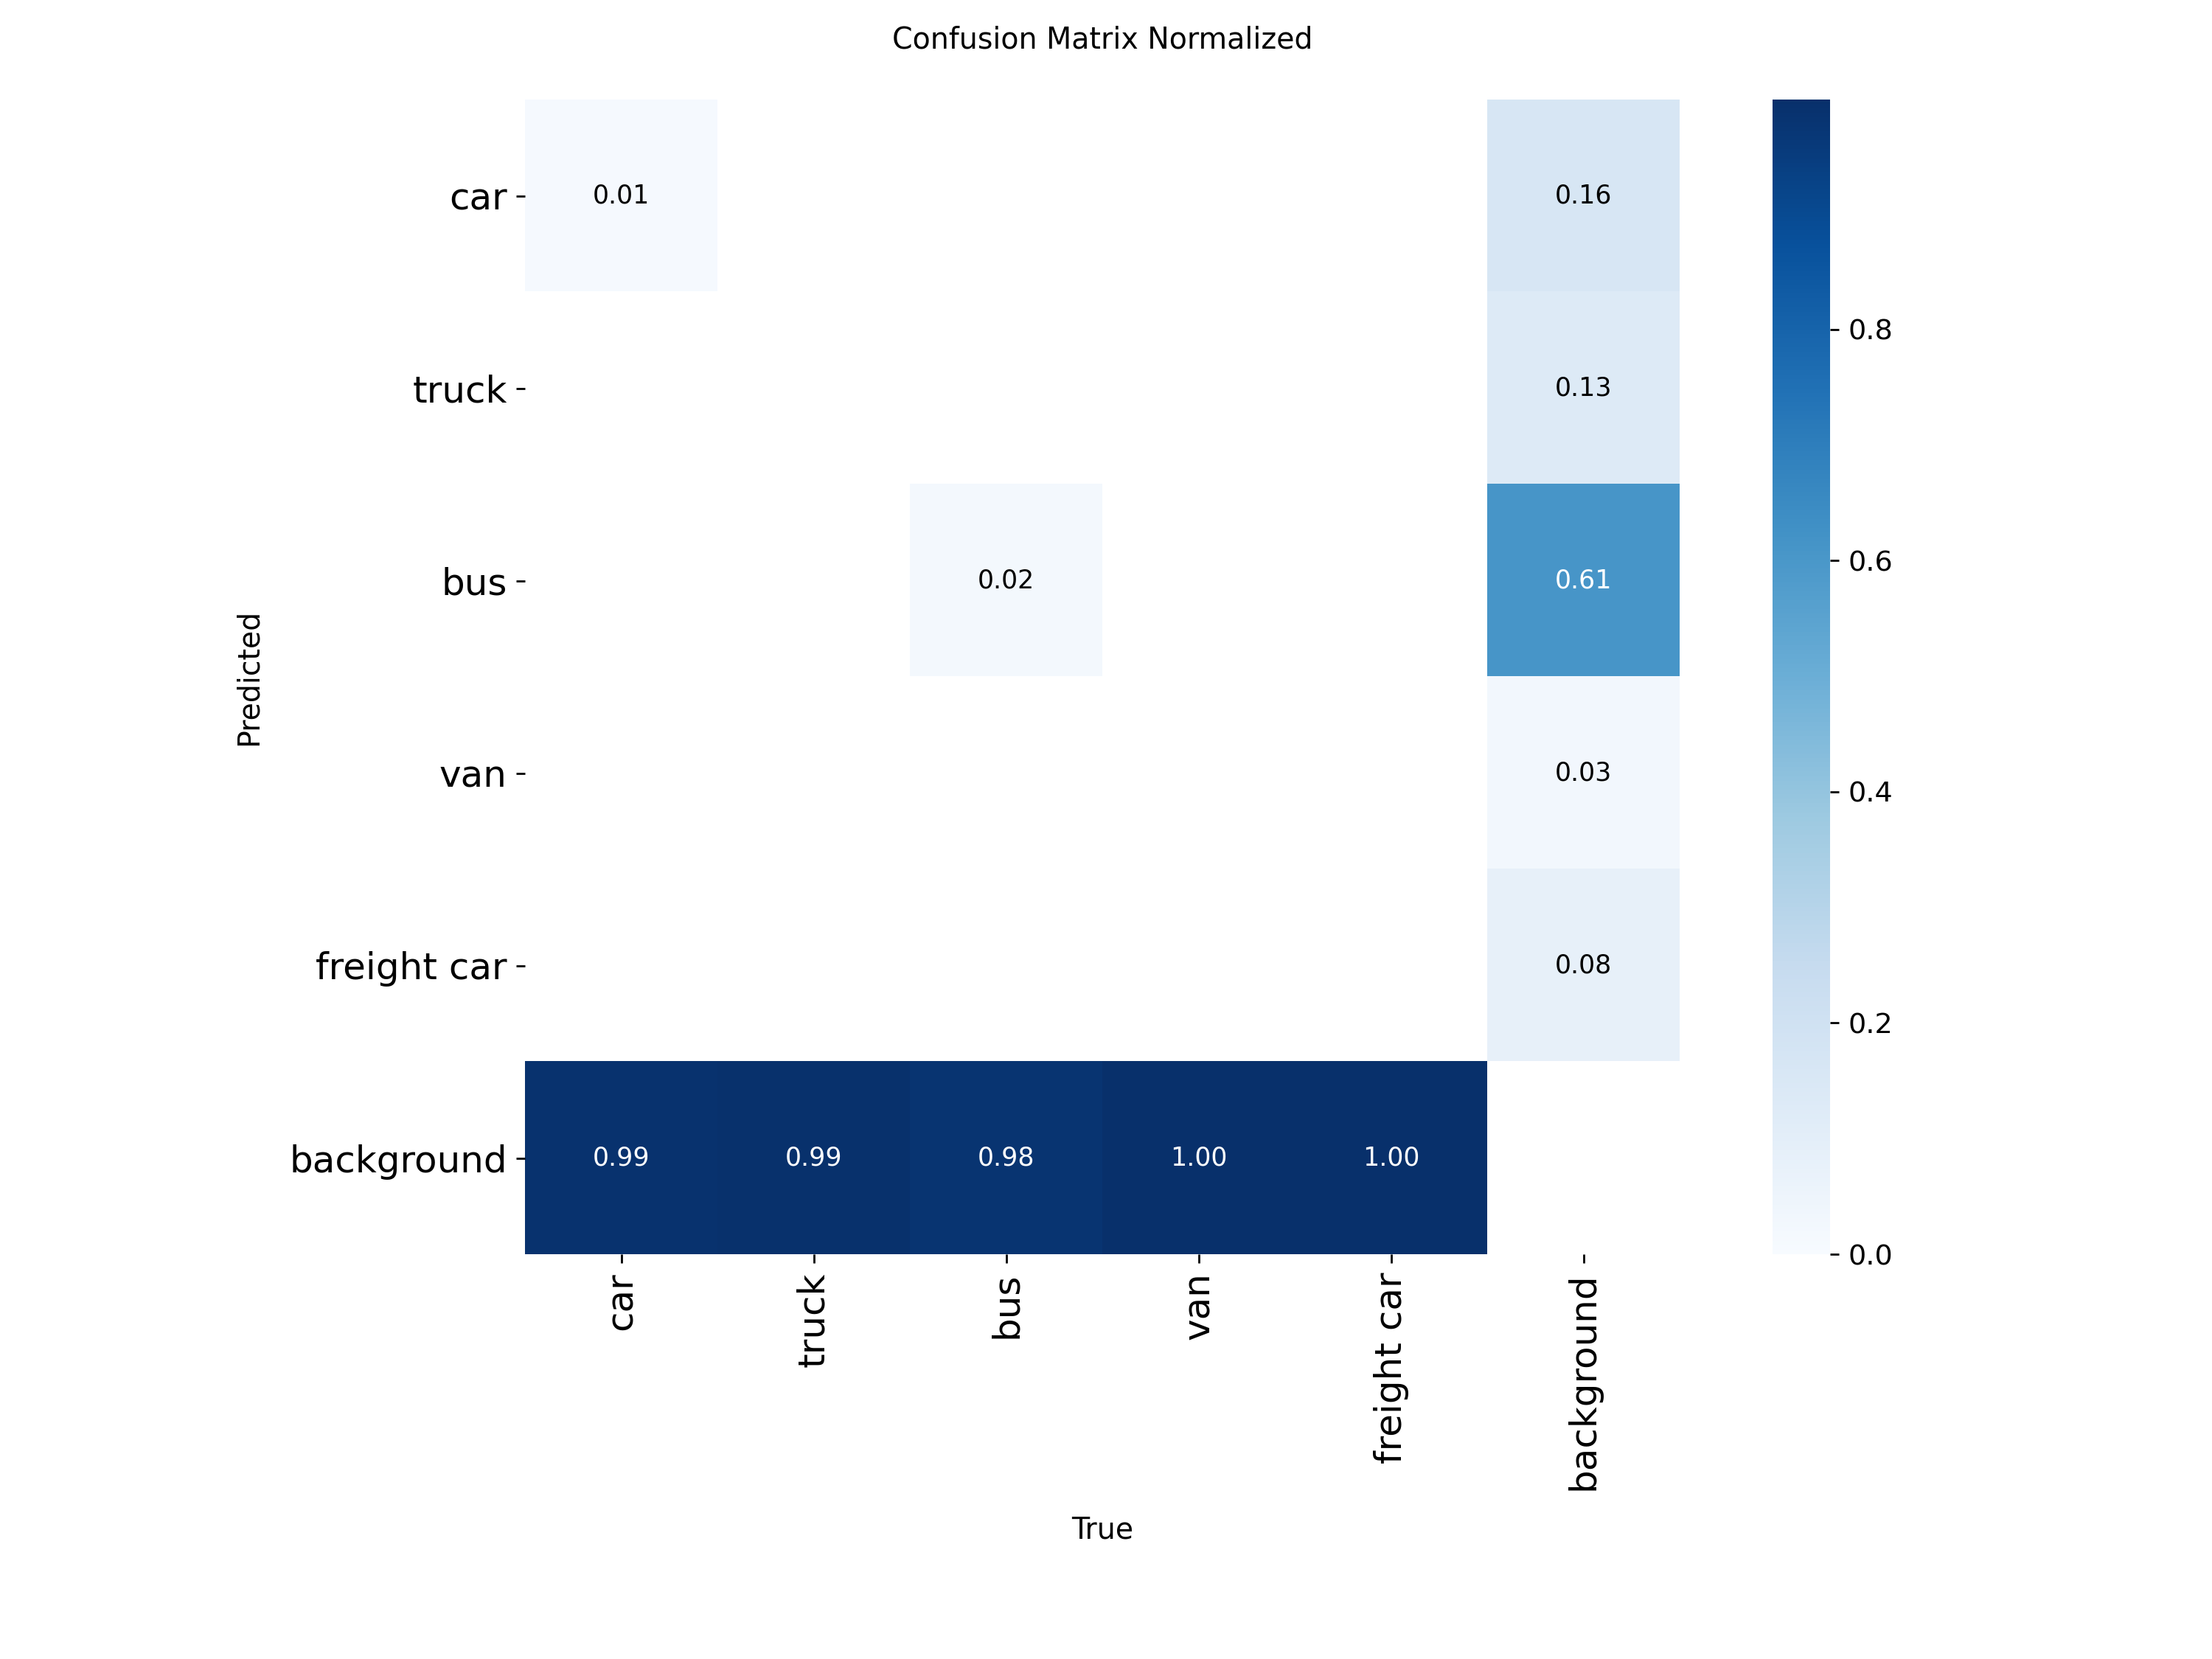 Confusion Matrix Normalized
car
0.01
0.16
truck
0.13
0.8
bus
0.02
0.61
0.6
Predicted
van
0.03
0.4
freight car
0.08
0.2
background
0.99
0.99
0.98
1.00
1.00
0.0
car
truck
bus
van
freight car
background
True